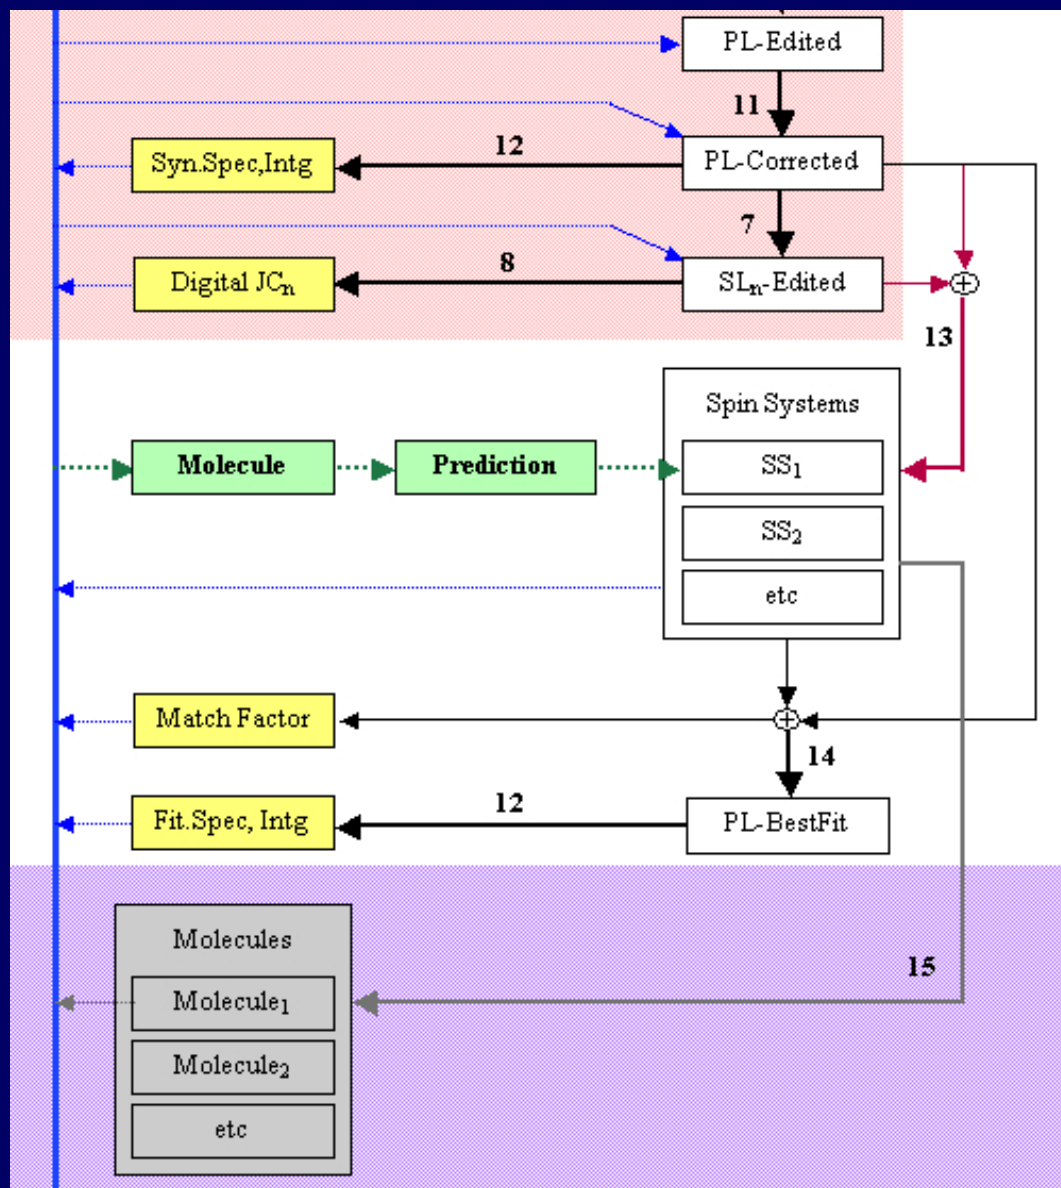 PL-Edited
11
Syn.Spec,Intg
12
PL-Corrected
7
Digital JCₙ
8
SLₙ-Edited
13
Spin Systems
Molecule
Prediction
SS₁
SS₂
etc
Match Factor
14
Fit.Spec, Intg
12
PL-BestFit
Molecules
15
Molecule₁
Molecule₂
etc